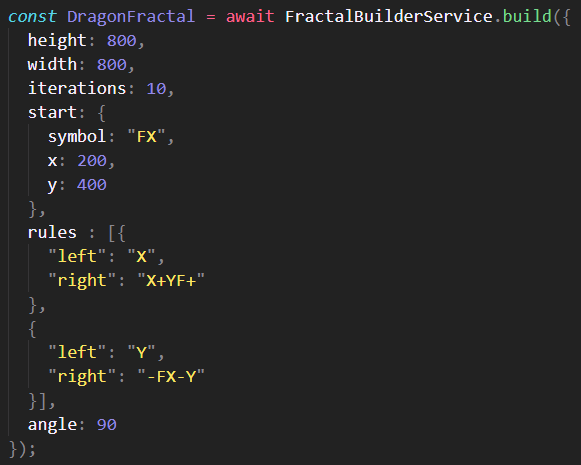 const DragonFractal = await FractalBuilderService.build({
  height: 800,
  width: 800,
  iterations: 10,
  start: {
    symbol: "FX",
    x: 200,
    y: 400
  },
  rules : [{
    "left": "X",
    "right": "X+YF+"
  },
  {
    "left": "Y",
    "right": "-FX-Y"
  }],
  angle: 90
});